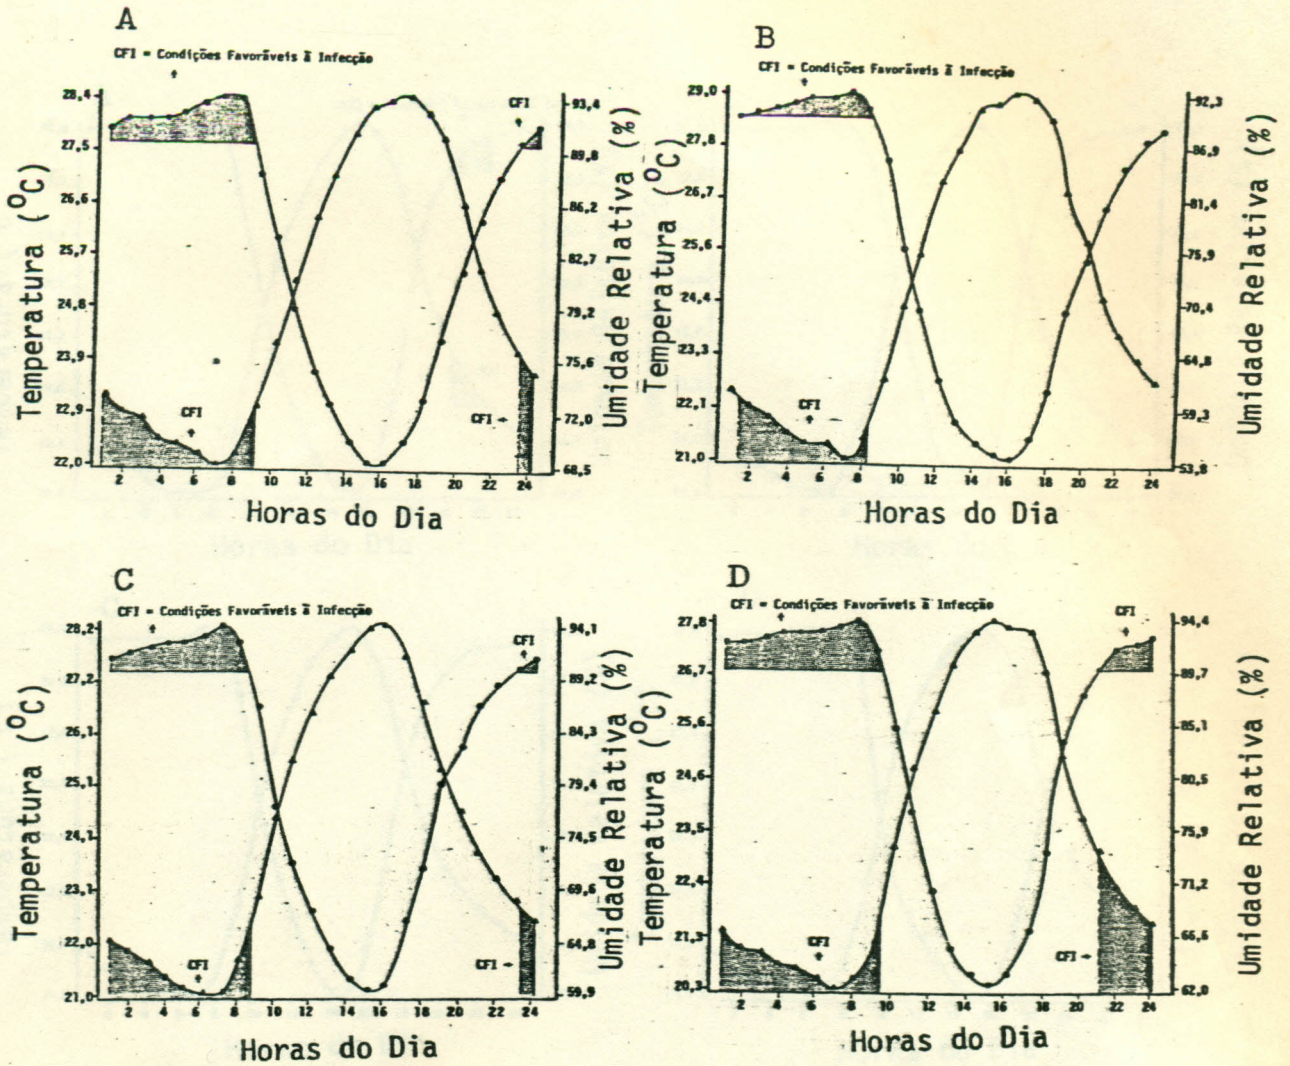 A
CFI = Condições Favoráveis à Infecção
28,4
27,5
26,6
25,7
24,8
23,9
22,9
22,0
Temperatura (ºC)
93,4
89,8
86,2
82,7
79,2
75,6
72,0
68,5
Umidade Relativa (%)
CFI
CFI
CFI
2 4 6 8 10 12 14 16 18 20 22 24
Horas do Dia
B
CFI = Condições Favoráveis à Infecção
29,0
27,8
26,7
25,6
24,4
23,3
22,1
21,0
Temperatura (ºC)
92,3
86,9
81,4
75,9
70,4
64,8
59,3
53,8
Umidade Relativa (%)
CFI
2 4 6 8 10 12 14 16 18 20 22 24
Horas do Dia
C
CFI = Condições Favoráveis à Infecção
28,2
27,2
26,1
25,1
24,1
23,1
22,0
21,0
Temperatura (ºC)
94,1
89,2
84,3
79,4
74,5
69,6
64,8
59,9
Umidade Relativa (%)
CFI
CFI
CFI
2 4 6 8 10 12 14 16 18 20 22 24
Horas do Dia
D
CFI = Condições Favoráveis à Infecção
27,8
26,7
25,6
24,6
23,5
22,4
21,3
20,3
Temperatura (ºC)
94,4
89,7
85,1
80,5
75,9
71,2
66,6
62,0
Umidade Relativa (%)
CFI
CFI
CFI
2 4 6 8 10 12 14 16 18 20 22 24
Horas do Dia